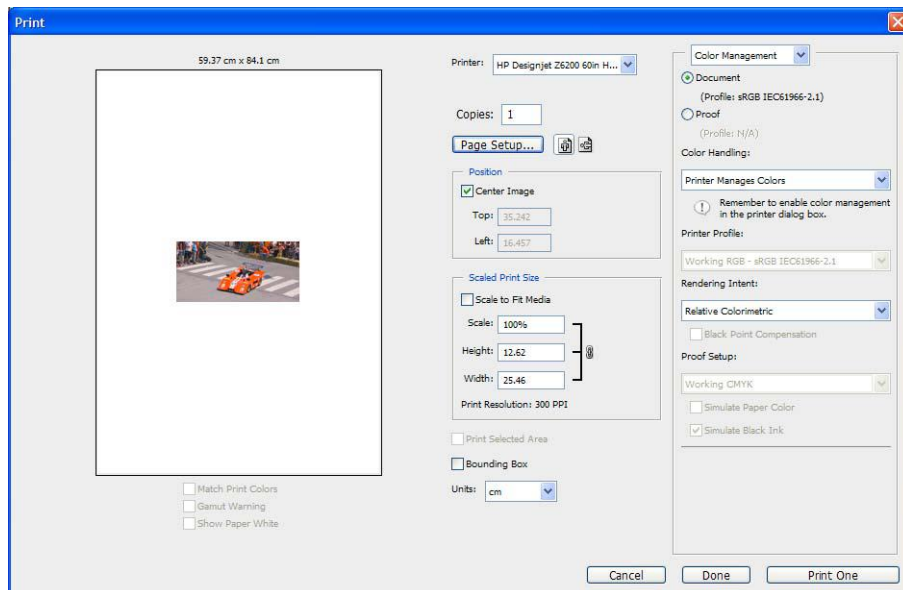 Print
59.37 cm x 84.1 cm
Match Print Colors
Gamut Warning
Show Paper White
Printer: HP Designjet Z6200 60in H...
Copies: 1
Page Setup...
Position
Center Image
Top: 35.242
Left: 16.457
Scaled Print Size
Scale to Fit Media
Scale: 100%
Height: 12.62
Width: 25.46
Print Resolution: 300 PPI
Print Selected Area
Bounding Box
Units: cm
Color Management
Document
(Profile: sRGB IEC61966-2.1)
Proof
(Profile: N/A)
Color Handling:
Printer Manages Colors
Remember to enable color management
in the printer dialog box.
Printer Profile:
Working RGB - sRGB IEC61966-2.1
Rendering Intent:
Relative Colorimetric
Black Point Compensation
Proof Setup:
Working CMYK
Simulate Paper Color
Simulate Black Ink
Cancel
Done
Print One